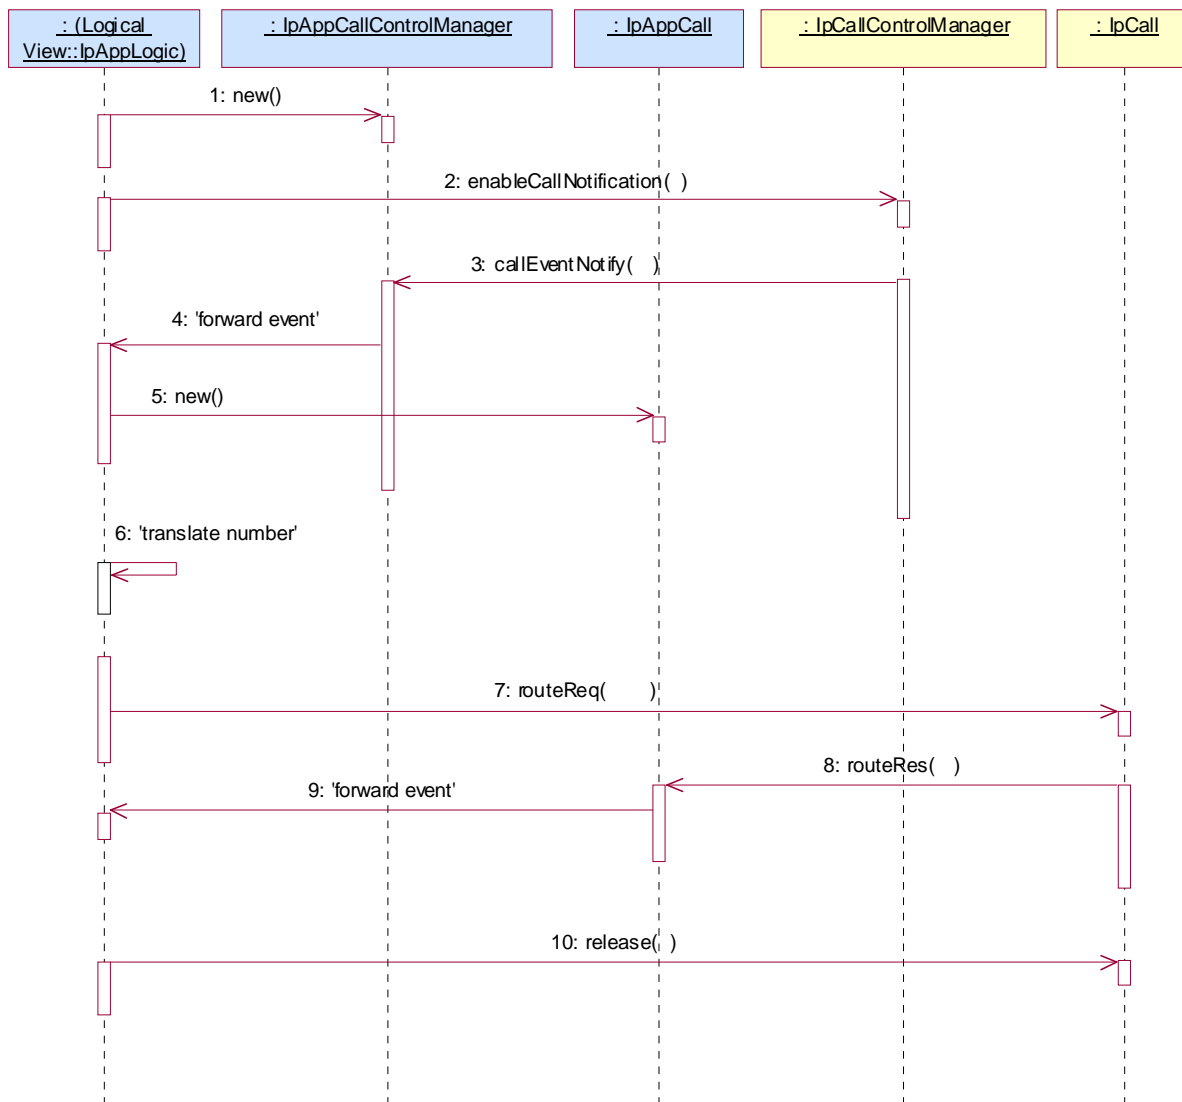 : (Logical
View::IpAppLogic)
: IpAppCallControlManager
: IpAppCall
: IpCallControlManager
: IpCall
1: new()
2: enableCallNotification( )
3: callEventNotify( )
4: 'forward event'
5: new()
6: 'translate number'
7: routeReq( )
8: routeRes( )
9: 'forward event'
10: release( )